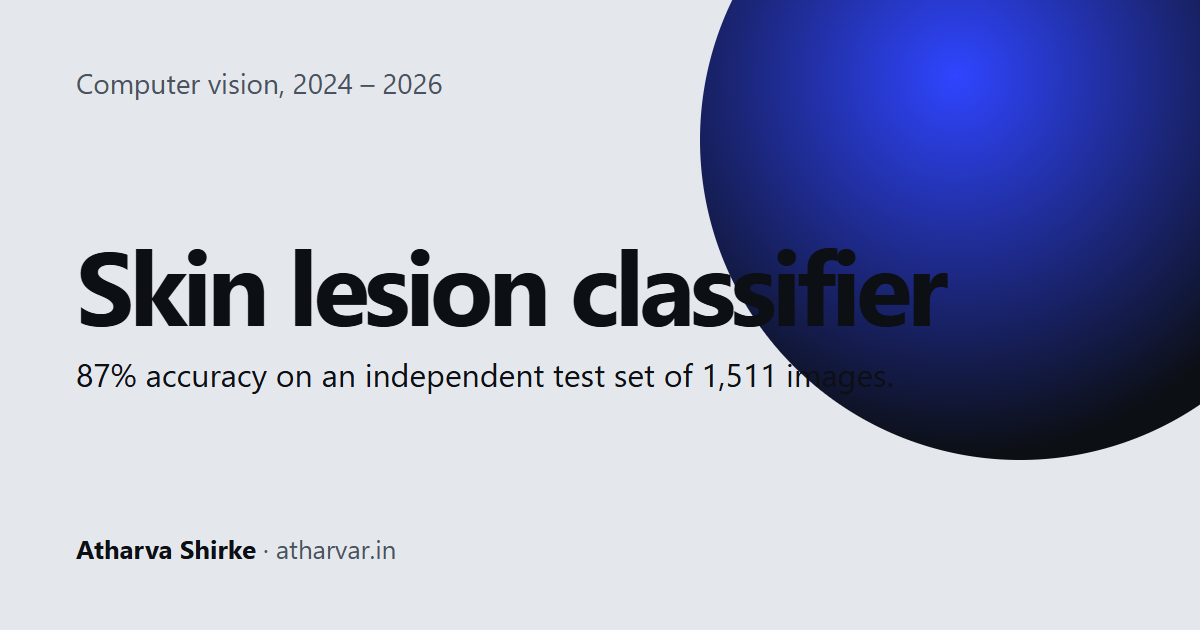 Computer vision, 2024 – 2026
Skin lesion classifier
87% accuracy on an independent test set of 1,511 images.
Atharva Shirke · atharvar.in